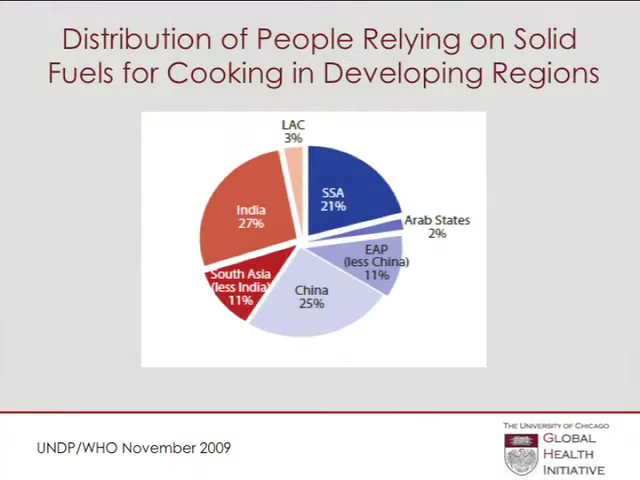 Distribution of People Relying on Solid
Fuels for Cooking in Developing Regions
LAC
3%
SSA
21%
Arab States
2%
EAP
(less China)
11%
China
25%
South Asia
(less India)
11%
India
27%
UNDP/WHO November 2009
THE UNIVERSITY OF CHICAGO
GLOBAL
HEALTH
INITIATIVE